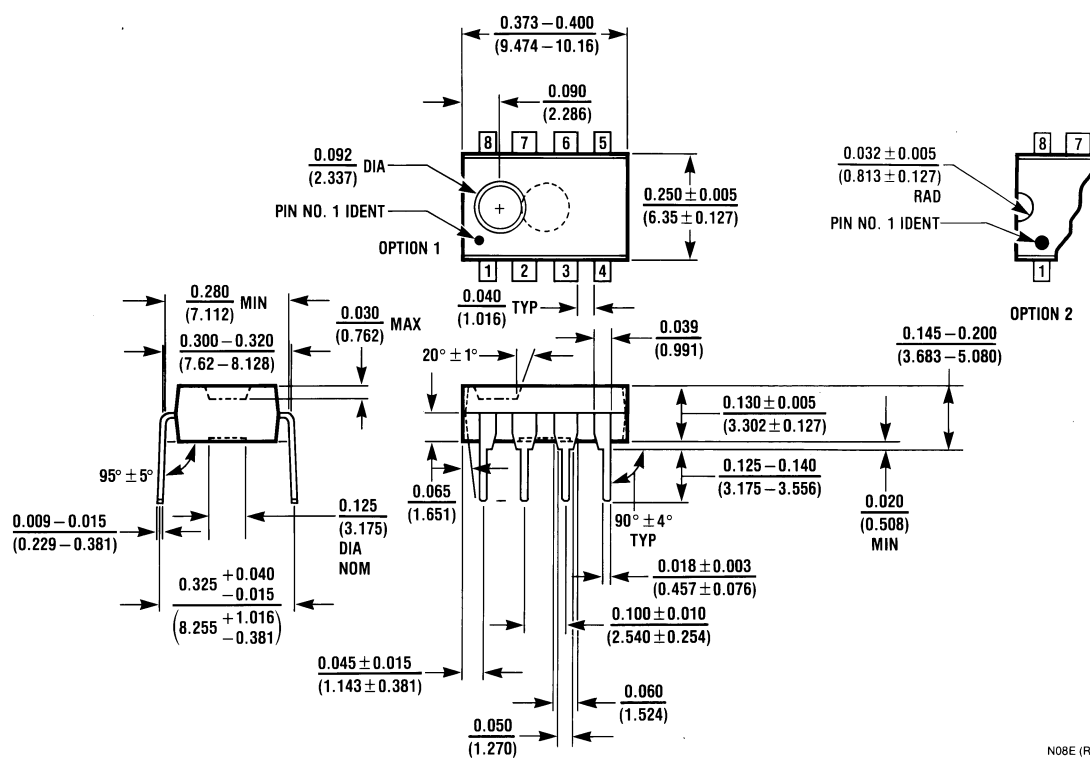 0.373 – 0.400
(9.474 – 10.16)
0.090
(2.286)
8 7 6 5
0.092 DIA
(2.337)
PIN NO. 1 IDENT
OPTION 1
0.250 ± 0.005
(6.35 ± 0.127)
1 2 3 4
0.032 ± 0.005
(0.813 ± 0.127)
RAD
PIN NO. 1 IDENT
8 7
1
OPTION 2
0.280 MIN
(7.112)
0.300 – 0.320
(7.62 – 8.128)
0.030 MAX
(0.762)
0.040 TYP
(1.016)
20° ± 1°
0.039
(0.991)
0.145 – 0.200
(3.683 – 5.080)
0.130 ± 0.005
(3.302 ± 0.127)
0.125 – 0.140
(3.175 – 3.556)
0.020
(0.508)
MIN
95° ± 5°
0.009 – 0.015
(0.229 – 0.381)
0.125
(3.175)
DIA
NOM
0.065
(1.651)
90° ± 4°
TYP
0.325 +0.040
–0.015
(8.255 +1.016
–0.381)
0.018 ± 0.003
(0.457 ± 0.076)
0.100 ± 0.010
(2.540 ± 0.254)
0.045 ± 0.015
(1.143 ± 0.381)
0.060
(1.524)
0.050
(1.270)
N08E (R